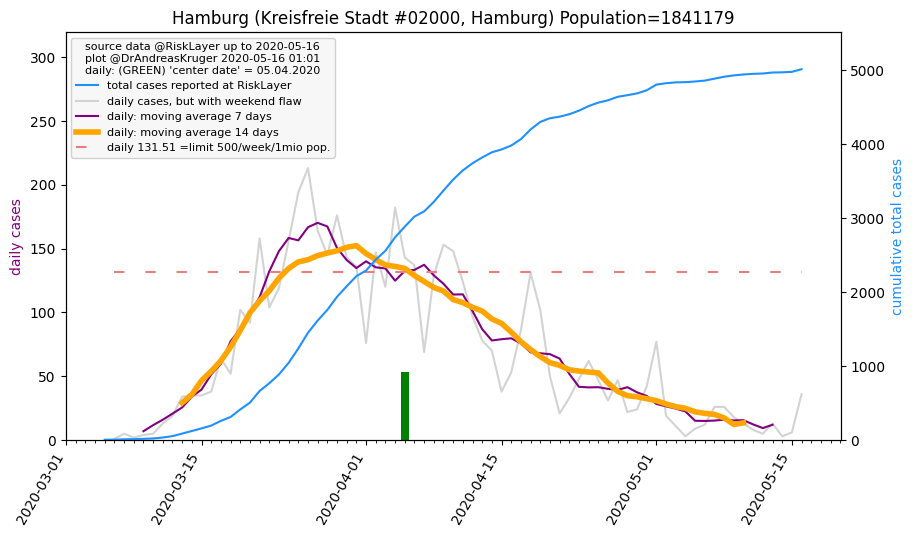 Hamburg (Kreisfreie Stadt #02000, Hamburg) Population=1841179
source data @RiskLayer up to 2020-05-16
plot @DrAndreasKruger 2020-05-16 01:01
daily: (GREEN) 'center date' = 05.04.2020
total cases reported at RiskLayer
daily cases, but with weekend flaw
daily: moving average 7 days
daily: moving average 14 days
daily 131.51 =limit 500/week/1mio pop.
daily cases
300
250
200
150
100
50
0
cumulative total cases
5000
4000
3000
2000
1000
0
2020-03-01
2020-03-15
2020-04-01
2020-04-15
2020-05-01
2020-05-15